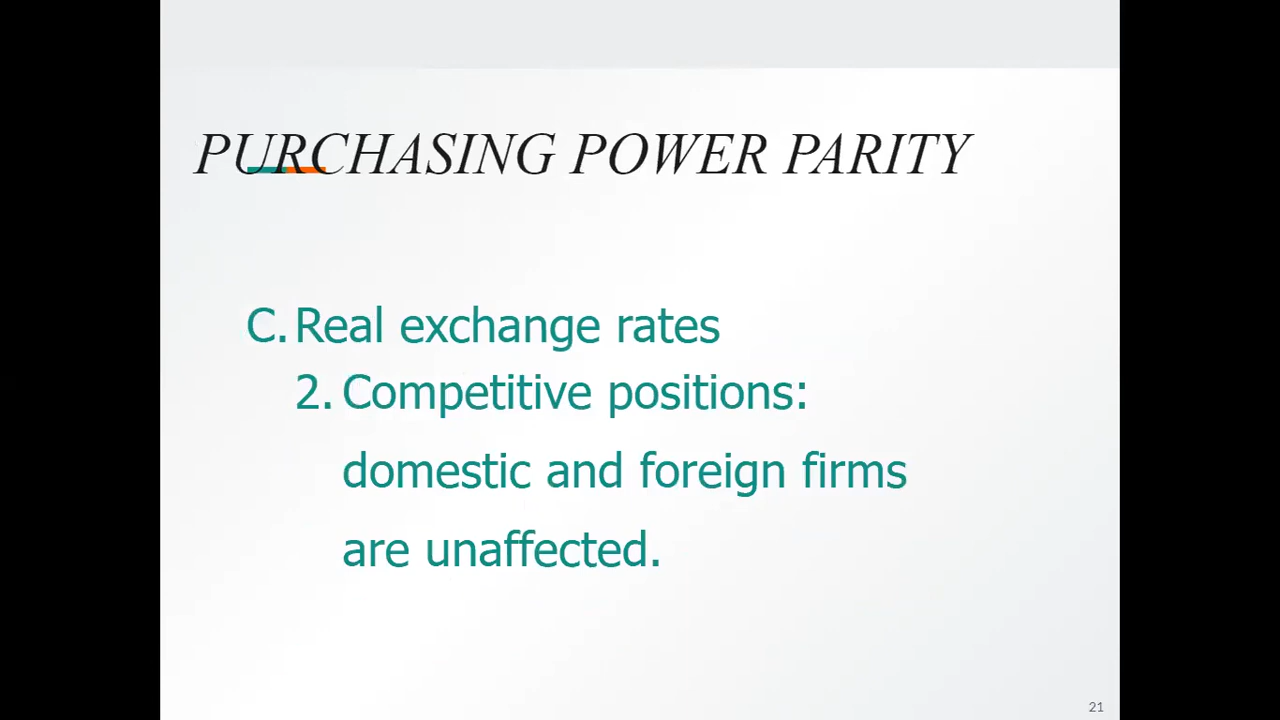 PURCHASING POWER PARITY
C. Real exchange rates
2. Competitive positions:
domestic and foreign firms
are unaffected.
21